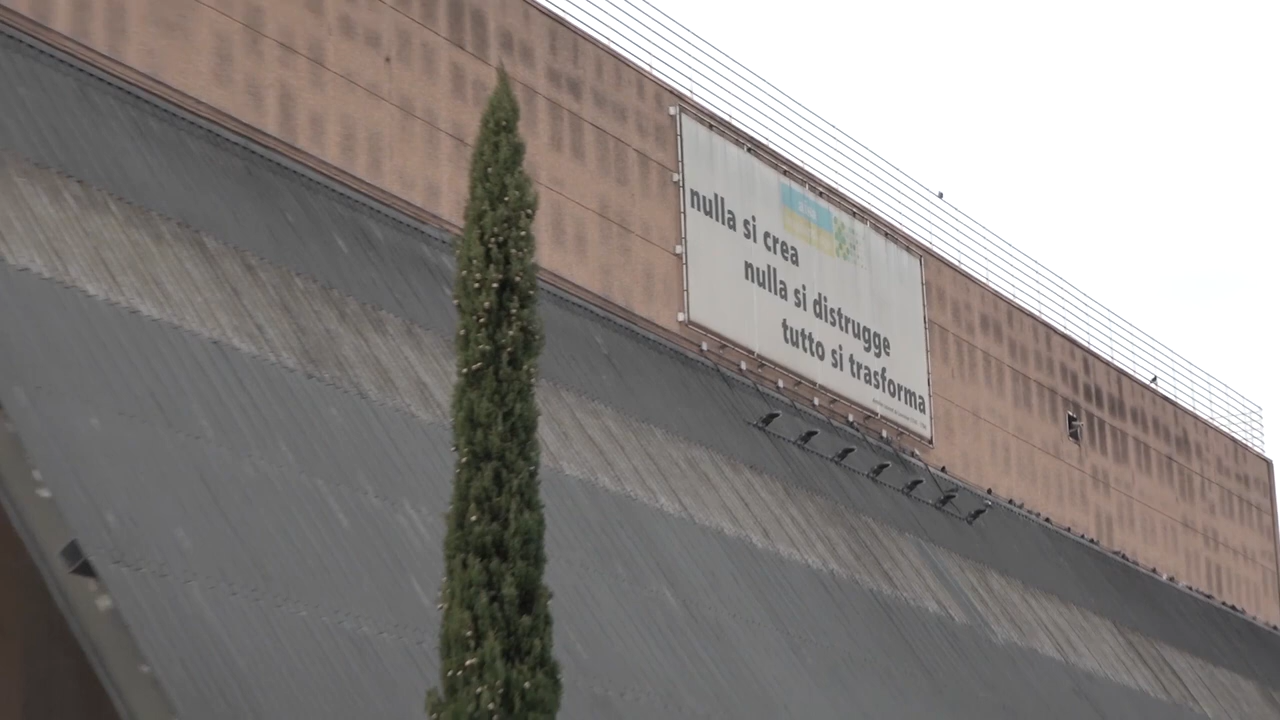 nulla si crea
nulla si distrugge
tutto si trasforma